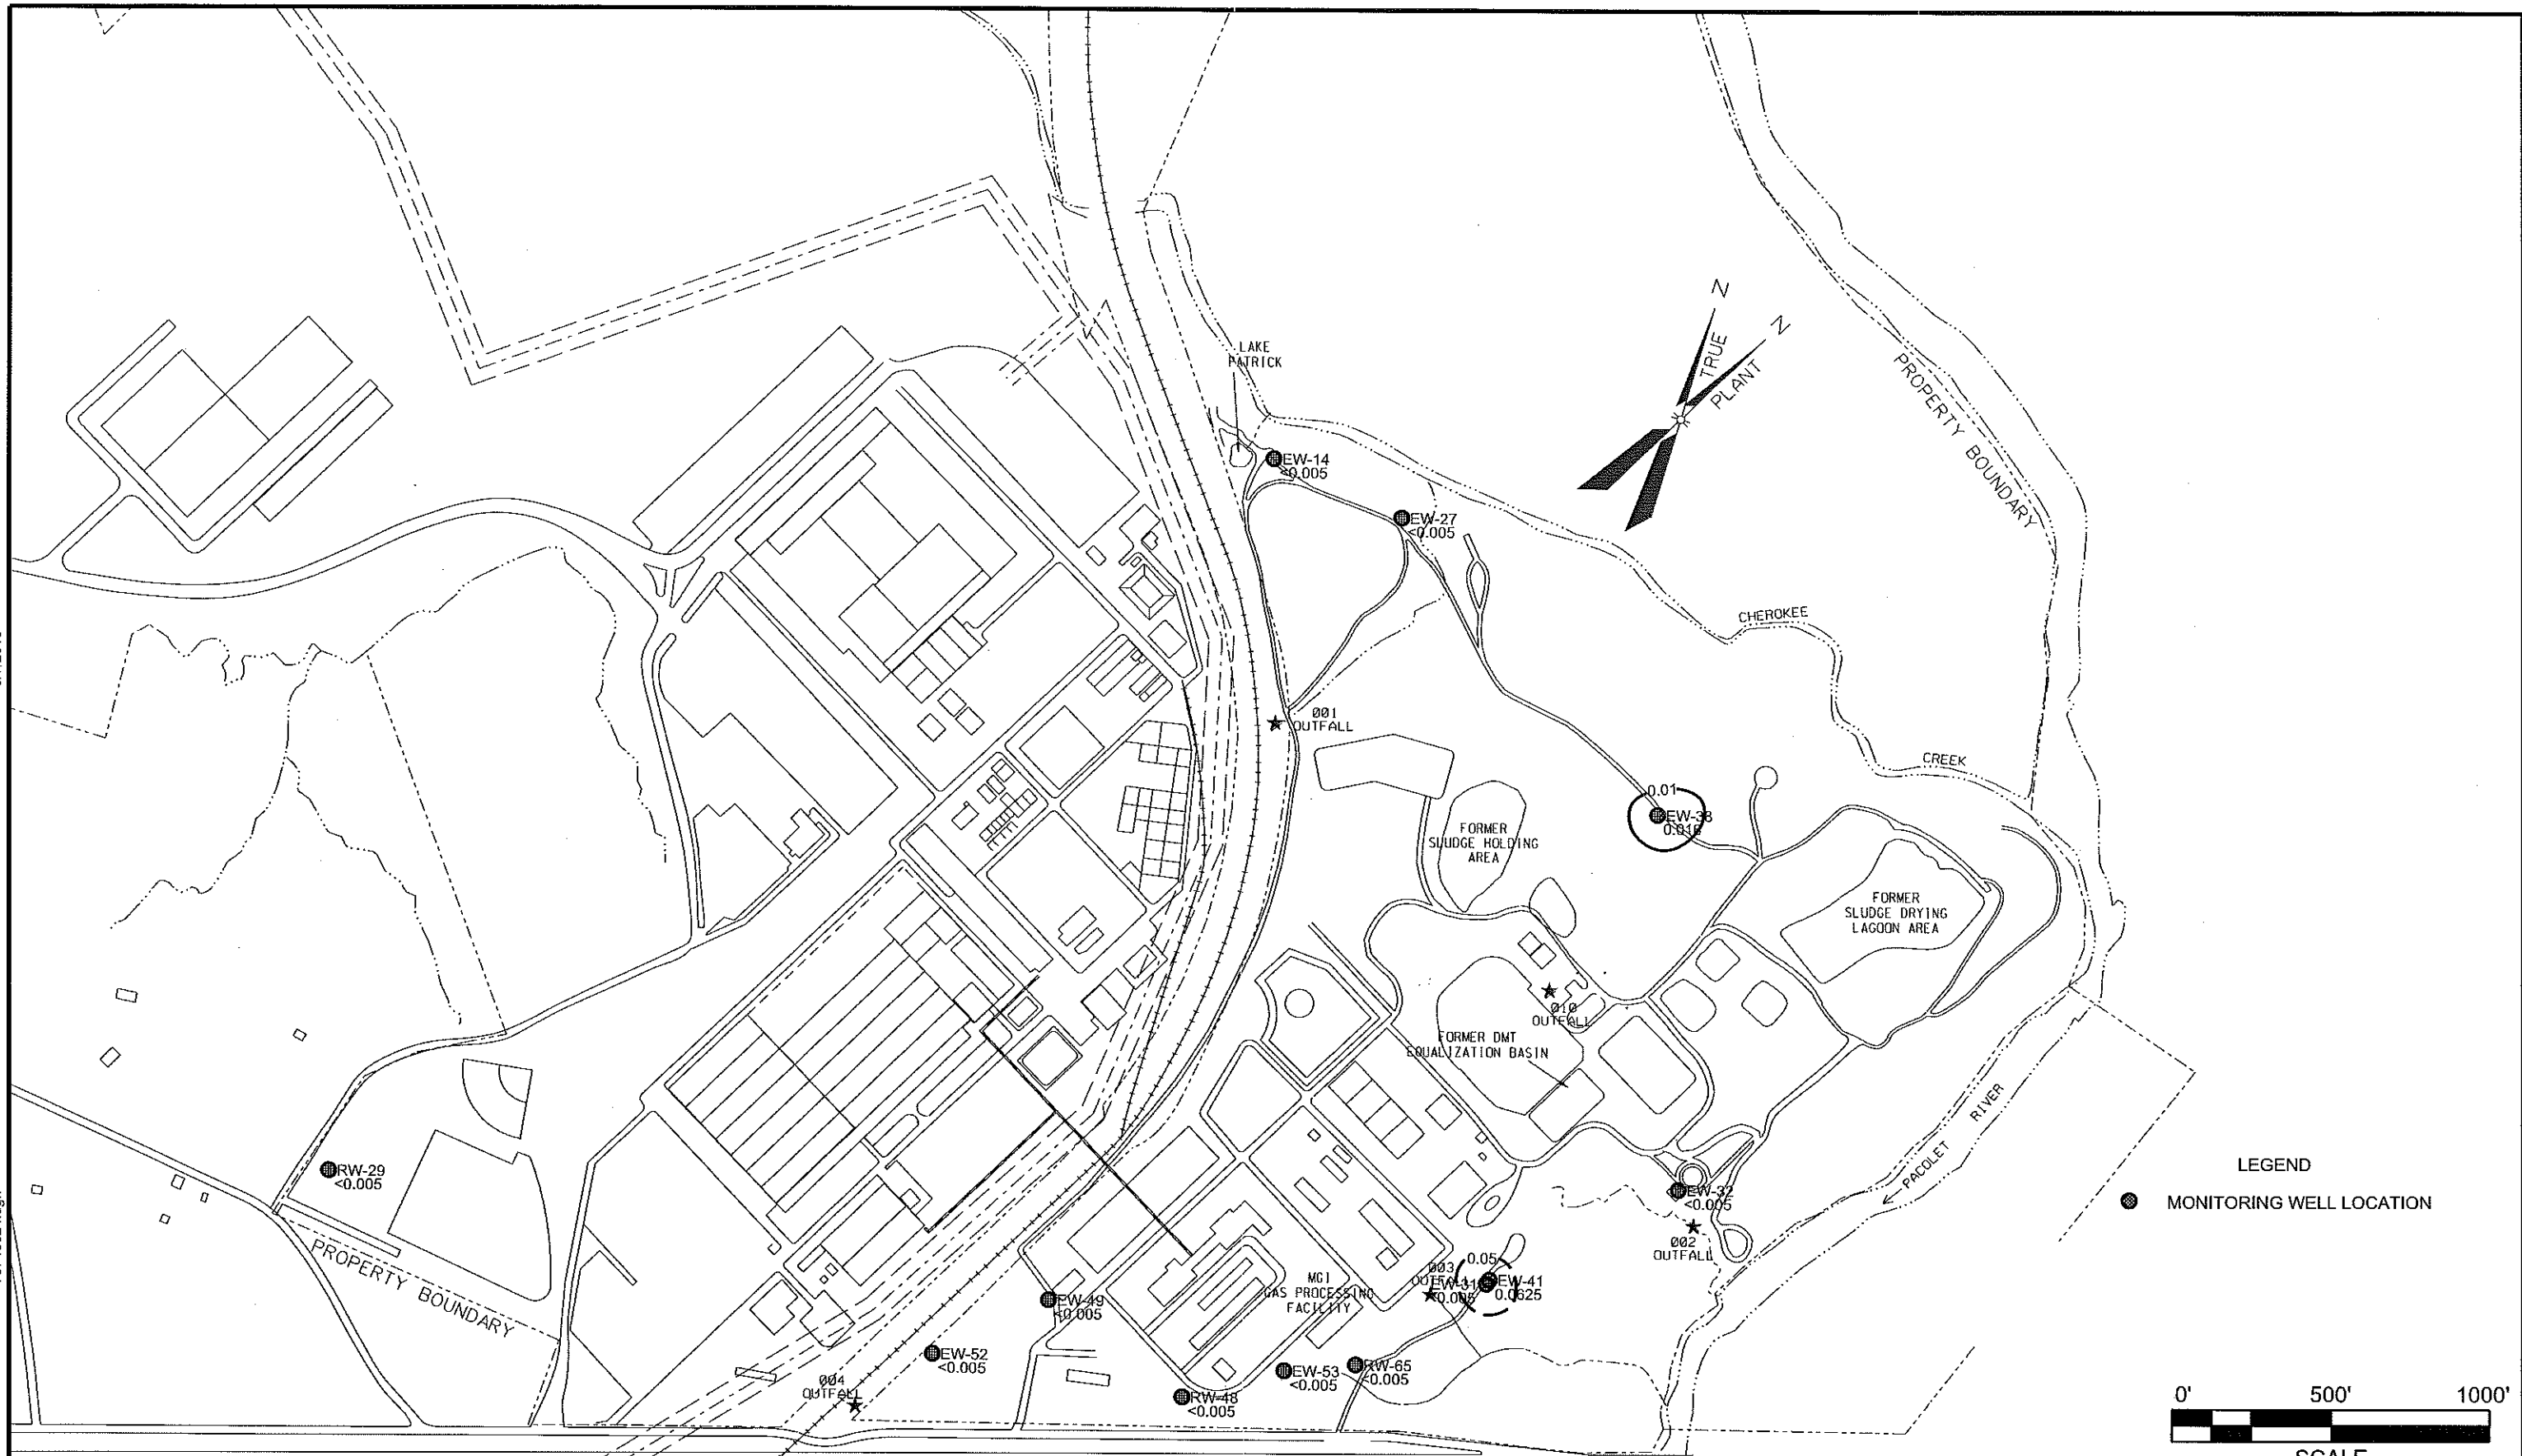 LAKE
PATRICK
N
N
TRUE
PLANT
PROPERTY BOUNDARY
EW-14
<0.005
EW-27
<0.005
CHEROKEE
CREEK
001
OUTFALL
0.01
EW-38
0.016
FORMER
SLUDGE HOLDING
AREA
FORMER
SLUDGE DRYING
LAGOON AREA
010
OUTFALL
FORMER DMT
EQUALIZATION BASIN
PACOLET RIVER
RW-29
<0.005
PROPERTY BOUNDARY
EW-32
<0.005
002
OUTFALL
0.05
003
OUTFALL
EW-31
<0.005
EW-41
0.0625
MGI
GAS PROCESSING
FACILITY
EW-49
<0.005
EW-52
<0.005
004
OUTFALL
EW-53
<0.005
RW-65
<0.005
RW-48
<0.005
LEGEND
MONITORING WELL LOCATION
0' 500' 1000'
SCALE